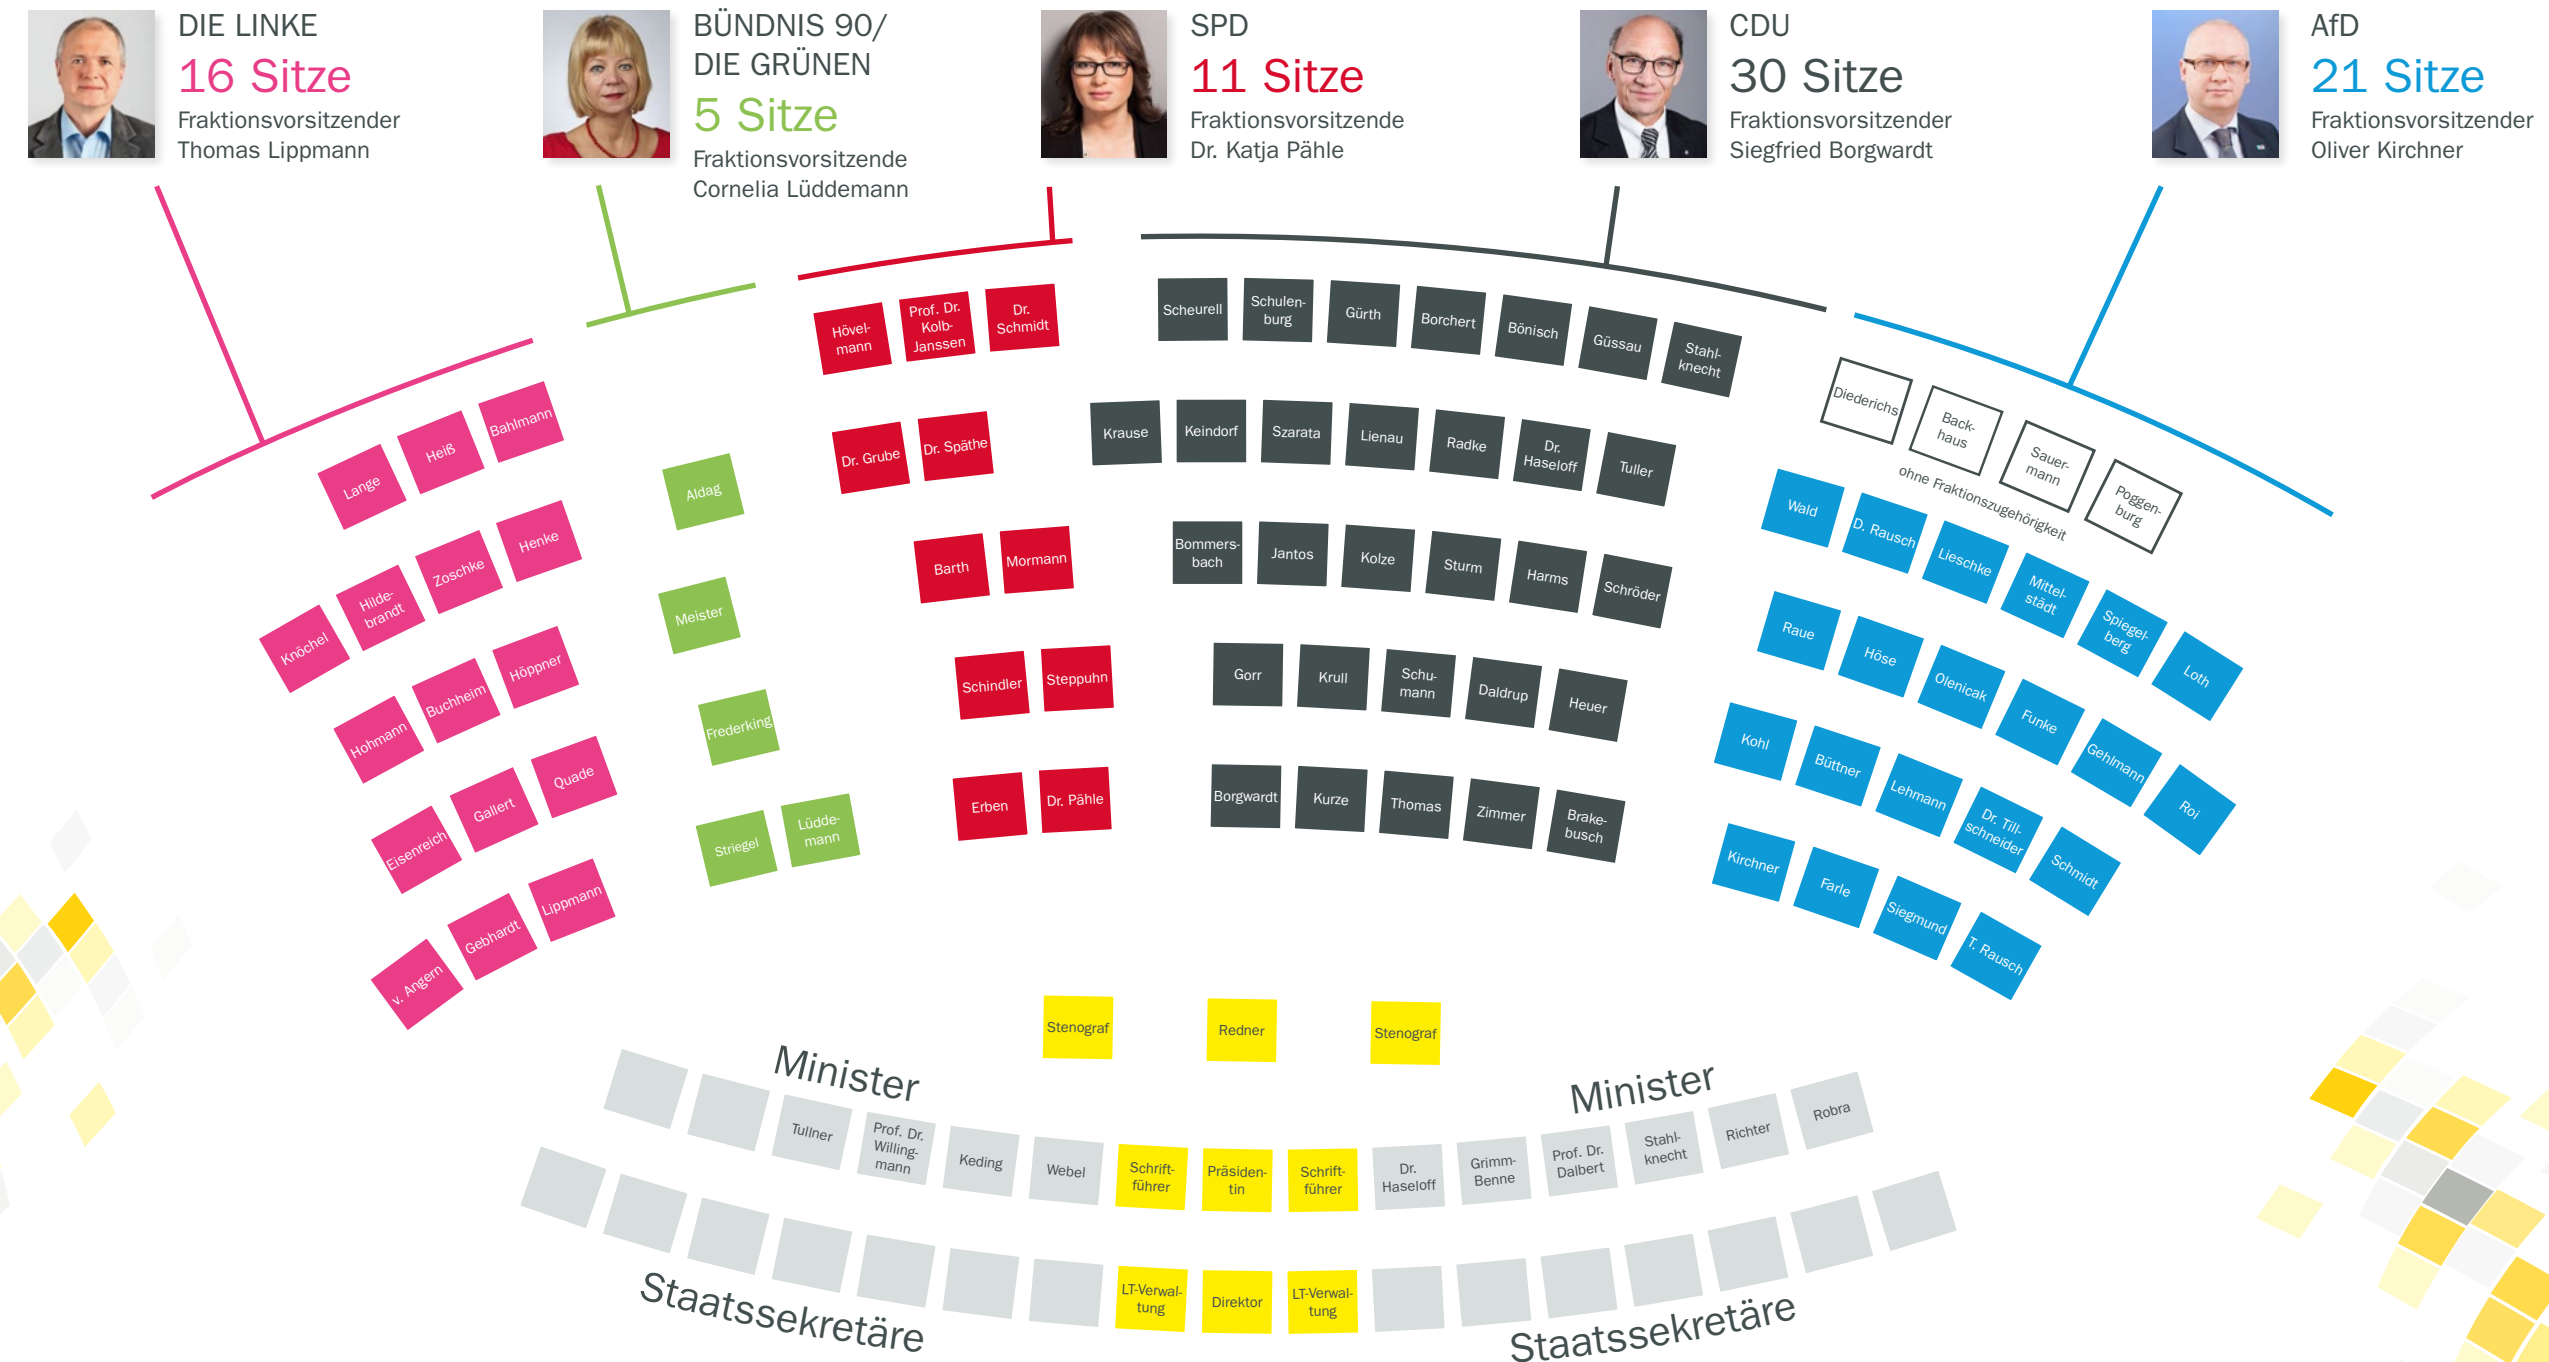 DIE LINKE
16 Sitze
Fraktionsvorsitzender
Thomas Lippmann
BÜNDNIS 90/
DIE GRÜNEN
5 Sitze
Fraktionsvorsitzende
Cornelia Lüddemann
SPD
11 Sitze
Fraktionsvorsitzende
Dr. Katja Pähle
CDU
30 Sitze
Fraktionsvorsitzender
Siegfried Borgwardt
AfD
21 Sitze
Fraktionsvorsitzender
Oliver Kirchner
Lange
Heiß
Bahlmann
Knöchel
Hilde-
brandt
Zoschke
Henke
Hohmann
Buchheim
Höppner
Eisenreich
Gallert
Quade
v. Angern
Gebhardt
Lippmann
Aldag
Meister
Frederking
Striegel
Lüdde-
mann
Hövel-
mann
Prof. Dr.
Kolb-
Janssen
Dr.
Schmidt
Dr. Grube
Dr. Späthe
Barth
Mormann
Schindler
Steppuhn
Erben
Dr. Pähle
Scheurell
Schulen-
burg
Gürth
Borchert
Bönisch
Güssau
Stahl-
knecht
Krause
Keindorf
Szarata
Lienau
Radke
Dr.
Haseloff
Tuller
Bommers-
bach
Jantos
Kolze
Sturm
Harms
Schröder
Gorr
Krull
Schu-
mann
Daldrup
Heuer
Borgwardt
Kurze
Thomas
Zimmer
Brake-
busch
Diederichs
Back-
haus
Sauer-
mann
Poggen-
burg
ohne Fraktionszugehörigkeit
Wald
D. Rausch
Lieschke
Mittel-
städt
Spiegel-
berg
Loth
Raue
Höse
Olenicak
Funke
Gehlmann
Roi
Kohl
Büttner
Lehmann
Dr. Till-
schneider
Schmidt
Kirchner
Farle
Siegmund
T. Rausch
Stenograf
Redner
Stenograf
Minister
Minister
Tullner
Prof. Dr.
Willing-
mann
Keding
Webel
Schrift-
führer
Präsiden-
tin
Schrift-
führer
Dr.
Haseloff
Grimm-
Benne
Prof. Dr.
Dalbert
Stahl-
knecht
Richter
Robra
LT-Verwal-
tung
Direktor
LT-Verwal-
tung
Staatssekretäre
Staatssekretäre